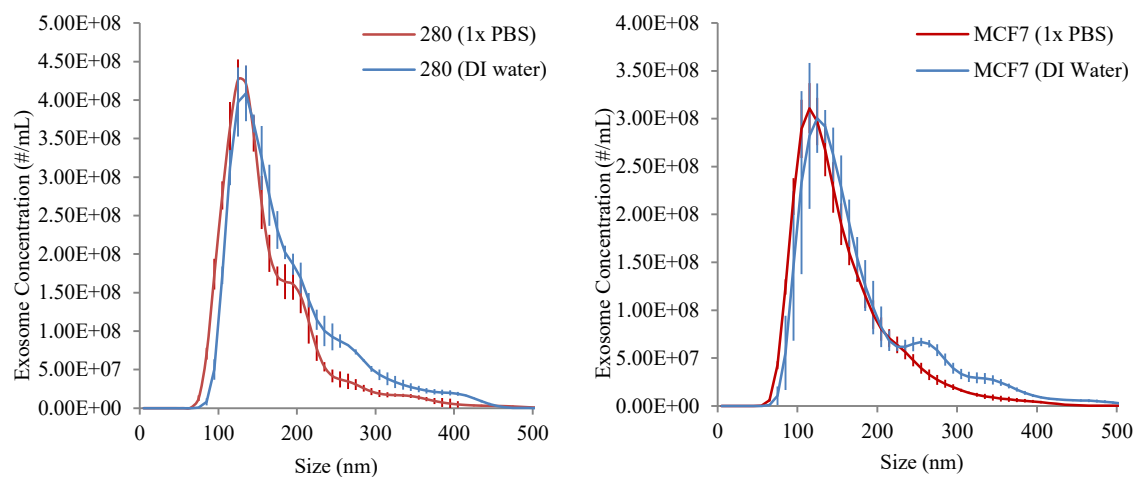 5.00E+08
4.50E+08
4.00E+08
3.50E+08
3.00E+08
2.50E+08
2.00E+08
1.50E+08
1.00E+08
5.00E+07
0.00E+00
Exosome Concentration (#/mL)
280 (1x PBS)
280 (DI water)
0 100 200 300 400 500
Size (nm)
4.00E+08
3.50E+08
3.00E+08
2.50E+08
2.00E+08
1.50E+08
1.00E+08
5.00E+07
0.00E+00
Exosome Concentration (#/mL)
MCF7 (1x PBS)
MCF7 (DI Water)
0 100 200 300 400 500
Size (nm)